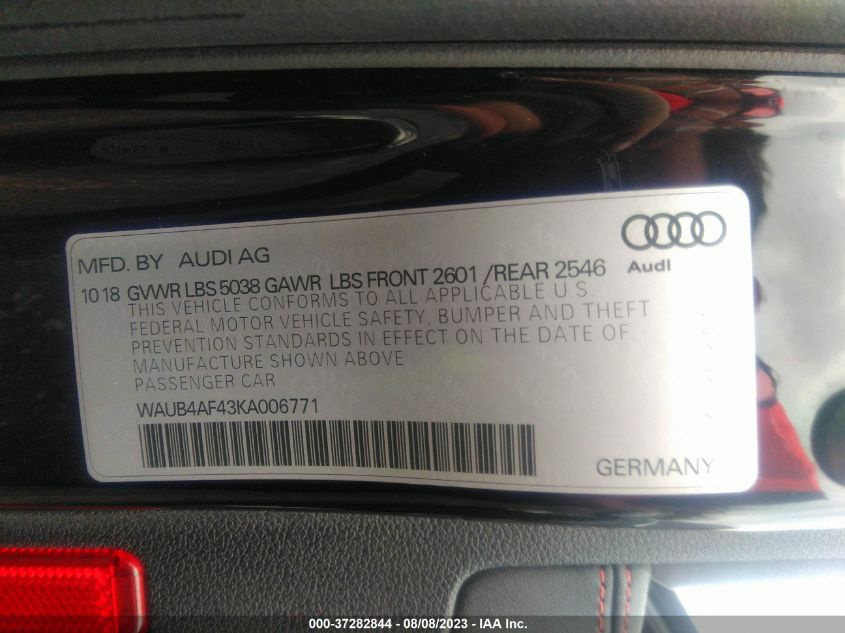 MFD. BY AUDI AG
Audi
1018 GVWR LBS 5038 GAWR LBS FRONT 2601 /REAR 2546
THIS VEHICLE CONFORMS TO ALL APPLICABLE U.S.
FEDERAL MOTOR VEHICLE SAFETY, BUMPER AND THEFT
PREVENTION STANDARDS IN EFFECT ON THE DATE OF
MANUFACTURE SHOWN ABOVE
PASSENGER CAR
WAUB4AF43KA006771
GERMANY
000-37282844 - 08/08/2023 - IAA Inc.